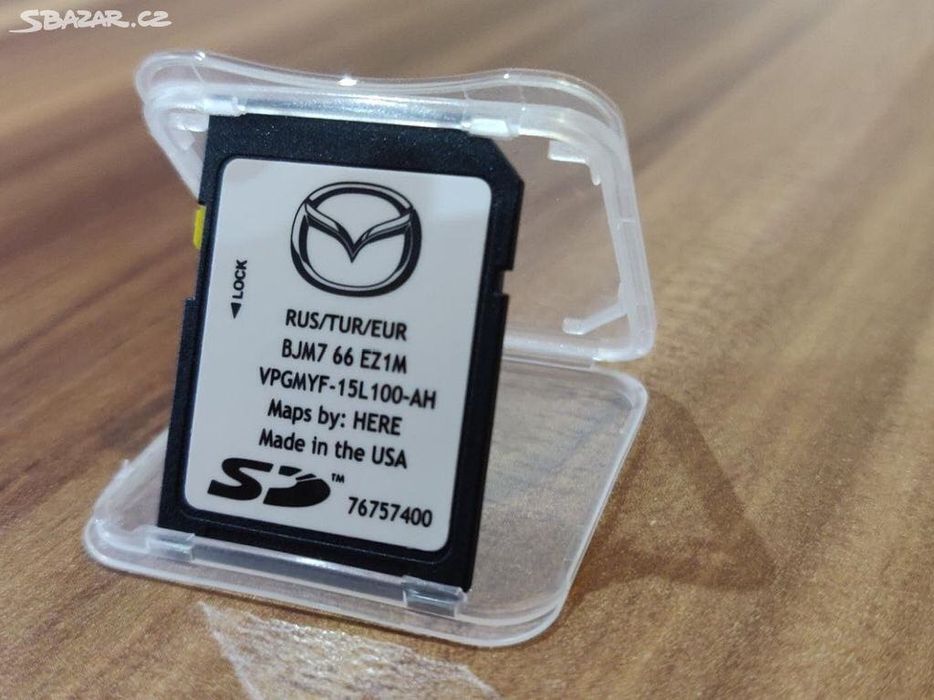 SBAZAR.CZ
◄LOCK
RUS/TUR/EUR
BJM7 66 EZ1M
VPGMYF-15L100-AH
Maps by: HERE
Made in the USA
SD™
76757400